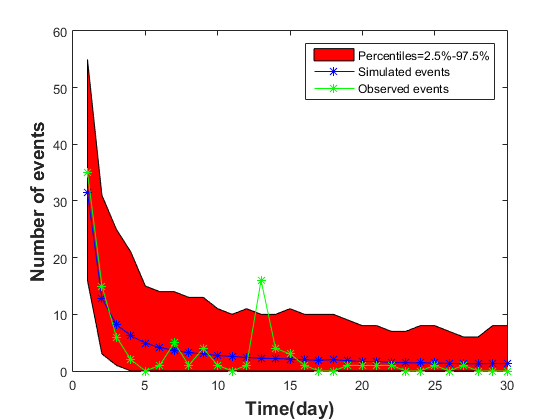 Number of events
60
50
40
30
20
10
0
Percentiles=2.5%-97.5%
Simulated events
Observed events
0 5 10 15 20 25 30
Time(day)